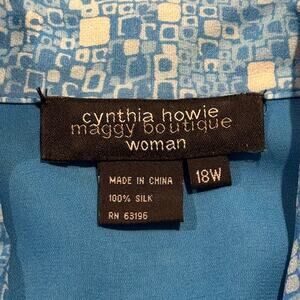 cynthia howie
maggy boutique
woman
MADE IN CHINA
100% SILK
RN 63196
18W